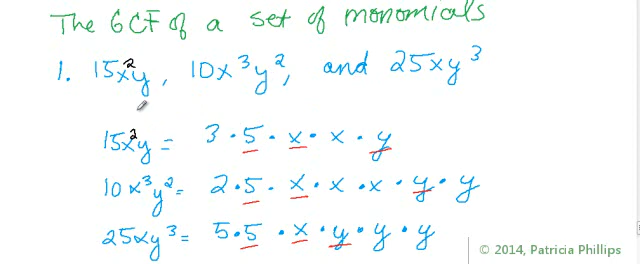 The GCF of a set of monomials
1. 15x²y, 10x³y², and 25xy³
15x²y = 3 · 5 · x · x · y
10x³y² = 2 · 5 · x · x · x · y · y
25xy³ = 5 · 5 · x · y · y · y
© 2014, Patricia Phillips